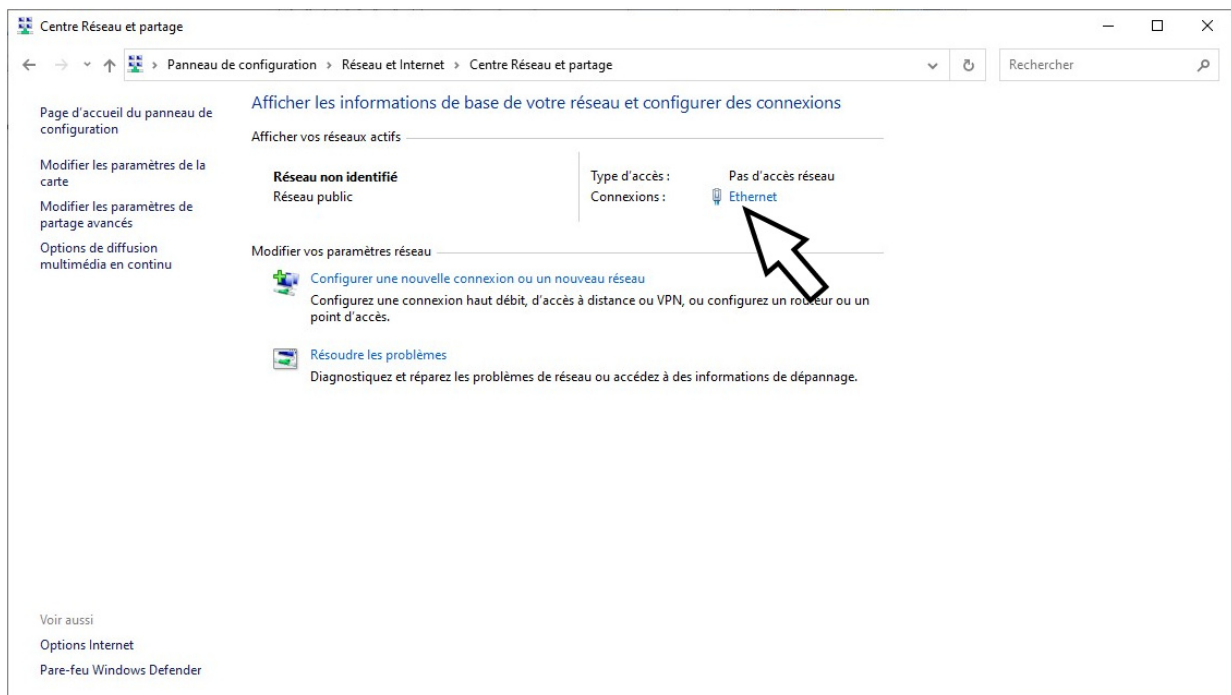 Centre Réseau et partage
Panneau de configuration > Réseau et Internet > Centre Réseau et partage
Rechercher
Page d'accueil du panneau de
configuration
Modifier les paramètres de la
carte
Modifier les paramètres de
partage avancés
Options de diffusion
multimédia en continu
Afficher les informations de base de votre réseau et configurer des connexions
Afficher vos réseaux actifs
Réseau non identifié
Réseau public
Type d'accès : Pas d'accès réseau
Connexions : Ethernet
Modifier vos paramètres réseau
Configurer une nouvelle connexion ou un nouveau réseau
Configurez une connexion haut débit, d'accès à distance ou VPN, ou configurez un routeur ou un
point d'accès.
Résoudre les problèmes
Diagnostiquez et réparez les problèmes de réseau ou accédez à des informations de dépannage.
Voir aussi
Options Internet
Pare-feu Windows Defender